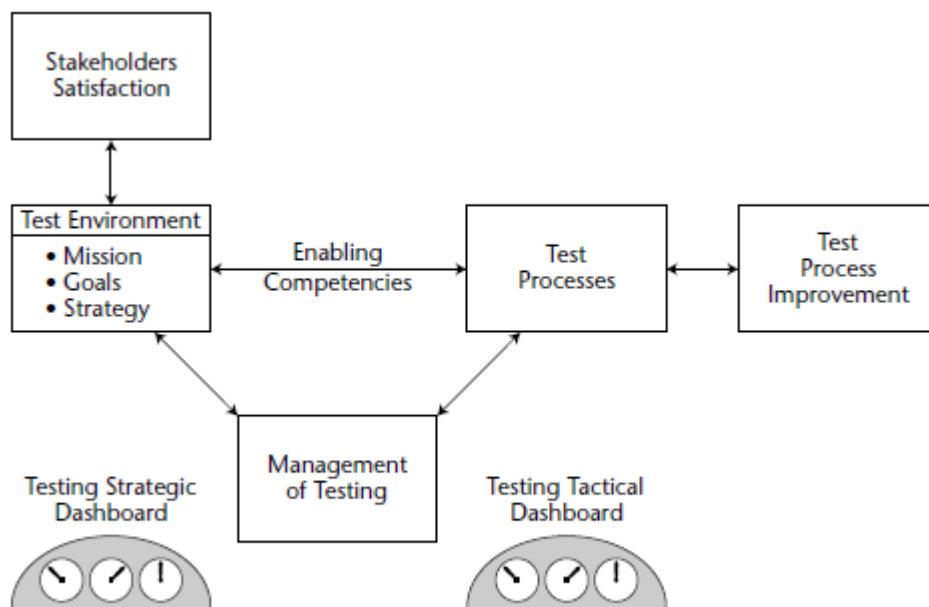 Stakeholders
Satisfaction
Test Environment
• Mission
• Goals
• Strategy
Enabling
Competencies
Test
Processes
Test
Process
Improvement
Management
of Testing
Testing Strategic
Dashboard
Testing Tactical
Dashboard